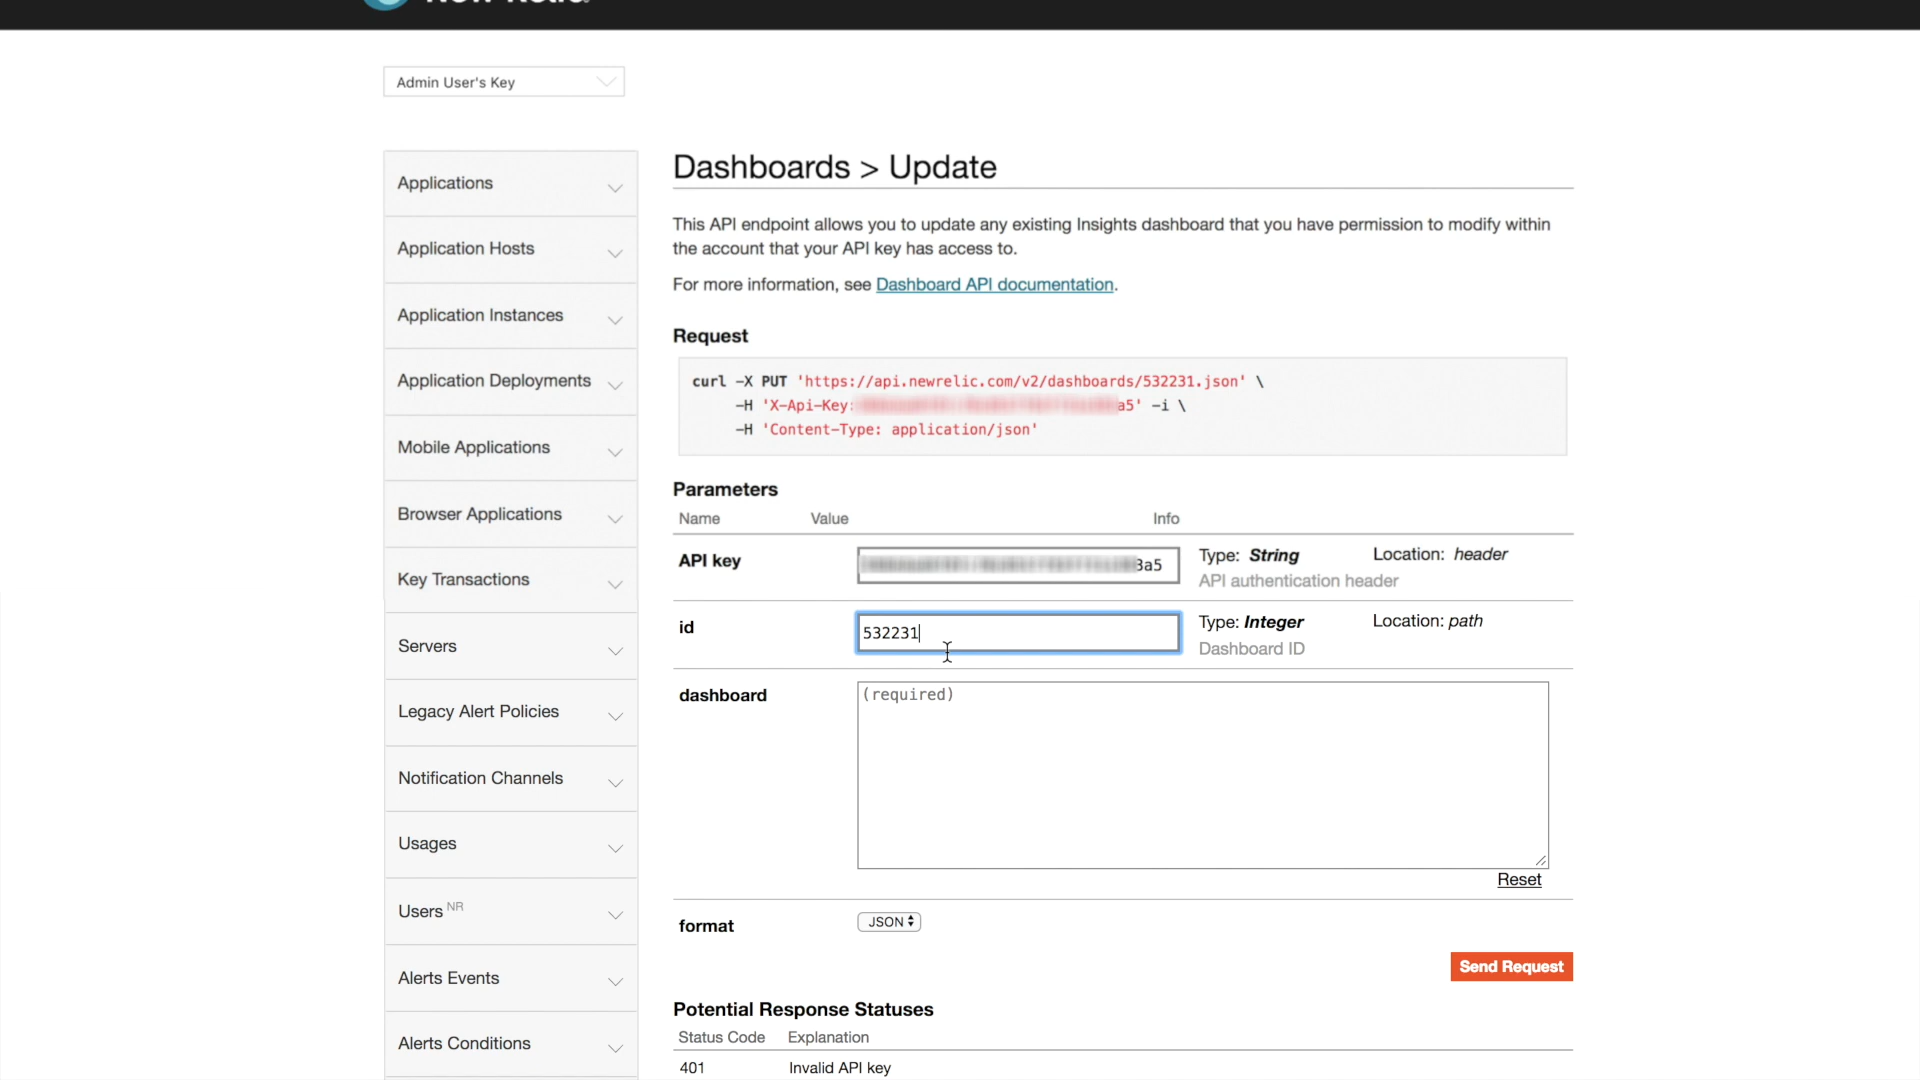 Admin User's Key
Applications
Application Hosts
Application Instances
Application Deployments
Mobile Applications
Browser Applications
Key Transactions
Servers
Legacy Alert Policies
Notification Channels
Usages
Users NR
Alerts Events
Alerts Conditions
Dashboards > Update
This API endpoint allows you to update any existing Insights dashboard that you have permission to modify within
the account that your API key has access to.
For more information, see Dashboard API documentation.
Request
curl -X PUT 'https://api.newrelic.com/v2/dashboards/532231.json' \
-H 'X-Api-Key: a5' -i \
-H 'Content-Type: application/json'
Parameters
Name Value Info
API key 3a5 Type: String Location: header
API authentication header
id 532231 Type: Integer Location: path
Dashboard ID
dashboard (required)
Reset
format JSON
Send Request
Potential Response Statuses
Status Code Explanation
401 Invalid API key